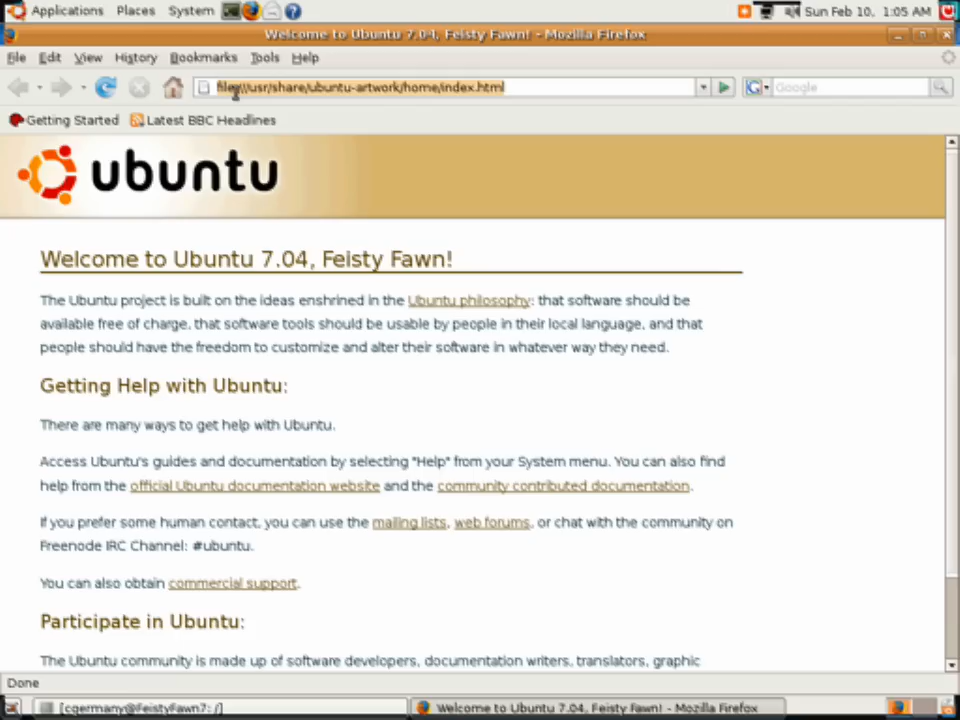 Applications Places System Sun Feb 10, 1:05 AM
Welcome to Ubuntu 7.04, Feisty Fawn! - Mozilla Firefox
File Edit View History Bookmarks Tools Help
file:///usr/share/ubuntu-artwork/home/index.html Google
Getting Started Latest BBC Headlines
ubuntu
Welcome to Ubuntu 7.04, Feisty Fawn!
The Ubuntu project is built on the ideas enshrined in the Ubuntu philosophy: that software should be
available free of charge, that software tools should be usable by people in their local language, and that
people should have the freedom to customize and alter their software in whatever way they need.
Getting Help with Ubuntu:
There are many ways to get help with Ubuntu.
Access Ubuntu's guides and documentation by selecting "Help" from your System menu. You can also find
help from the official Ubuntu documentation website and the community contributed documentation.
If you prefer some human contact, you can use the mailing lists, web forums, or chat with the community on
Freenode IRC Channel: #ubuntu.
You can also obtain commercial support.
Participate in Ubuntu:
The Ubuntu community is made up of software developers, documentation writers, translators, graphic
Done
[cgermany@FeistyFawn7: /] Welcome to Ubuntu 7.04, Feisty Fawn! - Mozilla Firefox